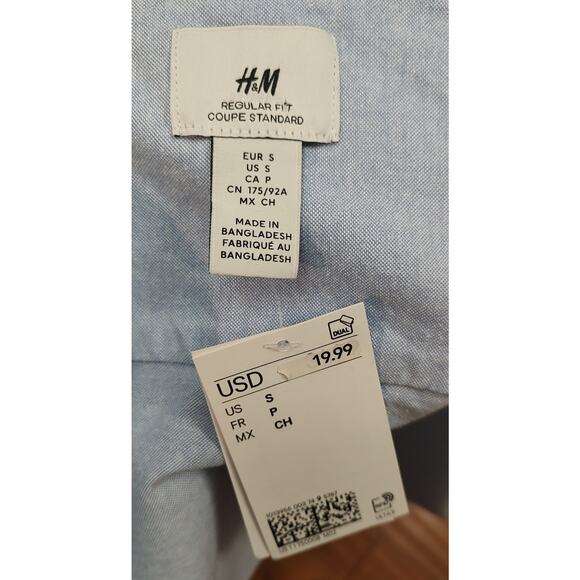 H&M
REGULAR FIT
COUPE STANDARD
EUR S
US S
CA P
CN 175/92A
MX CH
MADE IN
BANGLADESH
FABRIQUÉ AU
BANGLADESH
DUAL
USD 19.99
US S
FR P
MX CH